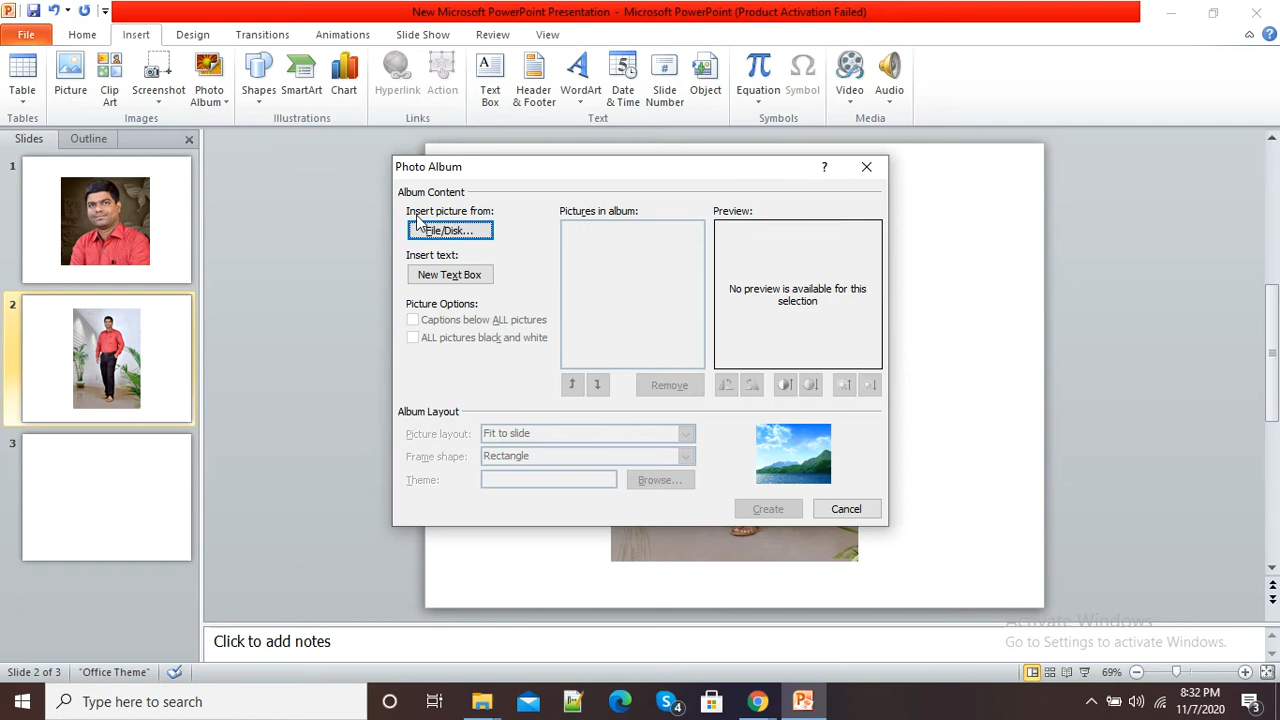 New Microsoft PowerPoint Presentation - Microsoft PowerPoint (Product Activation Failed)
File Home Insert Design Transitions Animations Slide Show Review View
Table Picture Clip Art Screenshot Photo Album Shapes SmartArt Chart Hyperlink Action Text Box Header & Footer WordArt Date & Time Slide Number Object Equation Symbol Video Audio
Tables Images Illustrations Links Text Symbols Media
Slides Outline
1
2
3
Photo Album
Album Content
Insert picture from: Pictures in album: Preview:
File/Disk...
Insert text:
New Text Box
No preview is available for this
selection
Picture Options:
Captions below ALL pictures
ALL pictures black and white
Remove
Album Layout
Picture layout: Fit to slide
Frame shape: Rectangle
Theme: Browse...
Create Cancel
Click to add notes
Activate Windows
Go to Settings to activate Windows.
Slide 2 of 3 "Office Theme" 69%
Type here to search
4
8:32 PM
11/7/2020
3